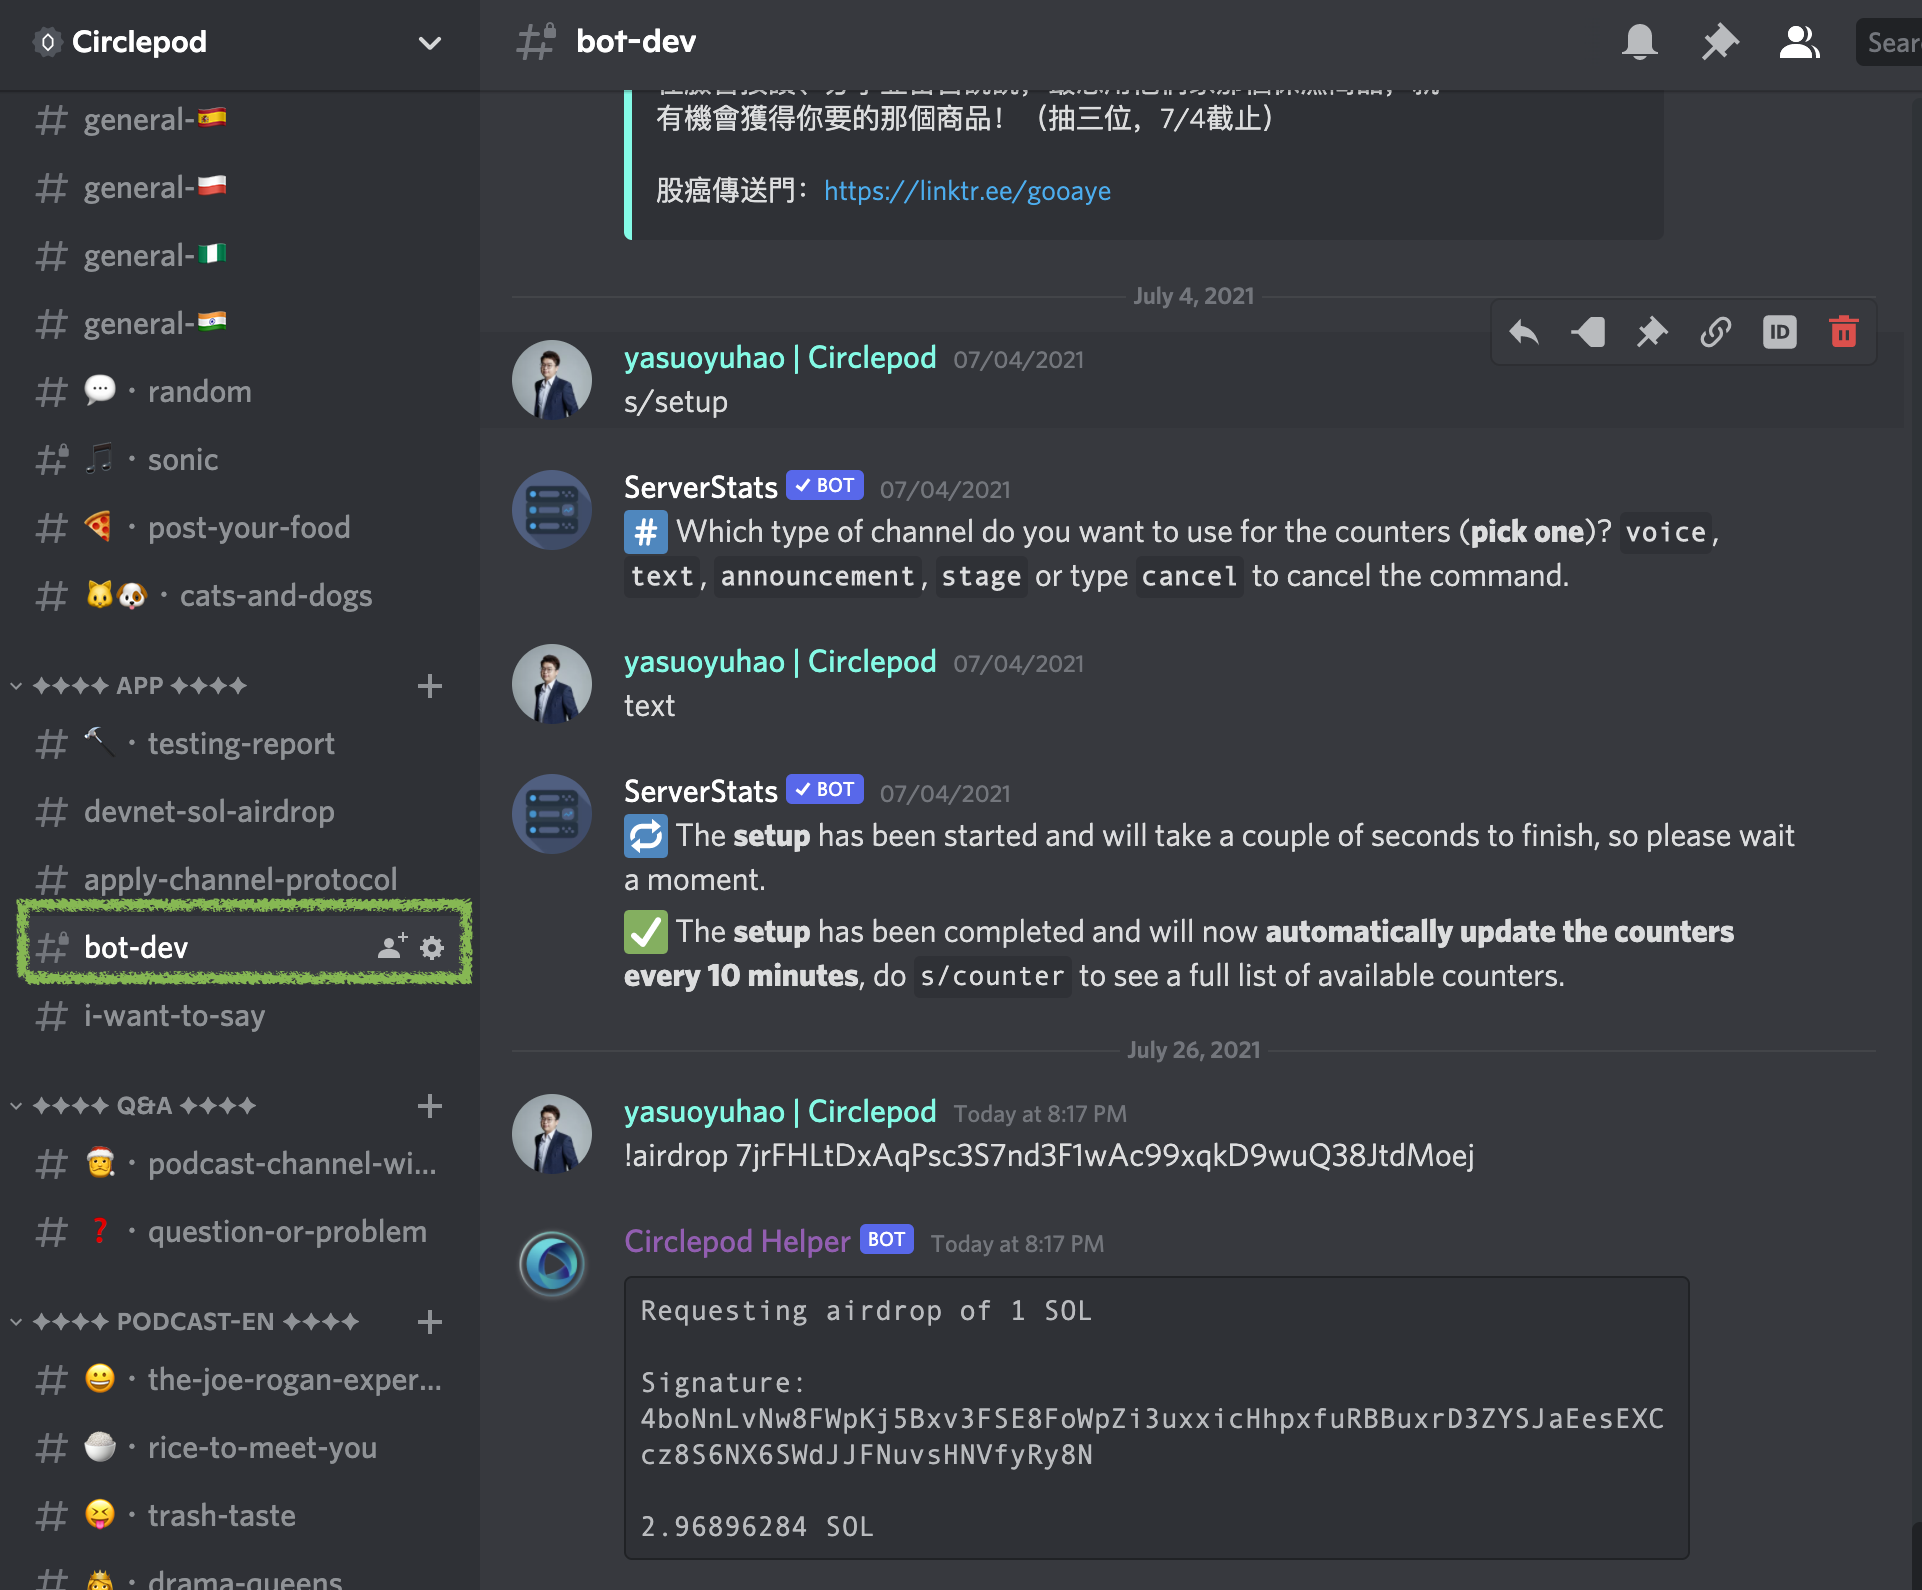 Circlepod
general-🇪🇸
general-🇵🇱
general-🇳🇬
general-🇮🇳
💬・random
🎵・sonic
🍕・post-your-food
🐱🐶・cats-and-dogs
✦✦✦✦ APP ✦✦✦✦
🔨・testing-report
devnet-sol-airdrop
apply-channel-protocol
bot-dev
i-want-to-say
✦✦✦✦ Q&A ✦✦✦✦
🎅・podcast-channel-wi...
❓・question-or-problem
✦✦✦✦ PODCAST-EN ✦✦✦✦
😀・the-joe-rogan-exper...
🍚・rice-to-meet-you
😝・trash-taste
👸・drama-queens
bot-dev
Sear
有機會獲得你要的那個商品！（抽三位，7/4截止）
股癌傳送門：https://linktr.ee/gooaye
July 4, 2021
ID
yasuoyuhao | Circlepod 07/04/2021
s/setup
ServerStats ✓ BOT 07/04/2021
# Which type of channel do you want to use for the counters (pick one)? voice,
text, announcement, stage or type cancel to cancel the command.
yasuoyuhao | Circlepod 07/04/2021
text
ServerStats ✓ BOT 07/04/2021
The setup has been started and will take a couple of seconds to finish, so please wait
a moment.
The setup has been completed and will now automatically update the counters
every 10 minutes, do s/counter to see a full list of available counters.
July 26, 2021
yasuoyuhao | Circlepod Today at 8:17 PM
!airdrop 7jrFHLtDxAqPsc3S7nd3F1wAc99xqkD9wuQ38JtdMoej
Circlepod Helper BOT Today at 8:17 PM
Requesting airdrop of 1 SOL
Signature:
4boNnLvNw8FWpKj5Bxv3FSE8FoWpZi3uxxicHhpxfuRBBuxrD3ZYSJaEesEXC
cz8S6NX6SWdJJFNuvsHNVfyRy8N
2.96896284 SOL